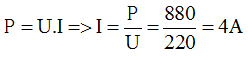 P = U.I => I = P/U = 880/220 = 4A